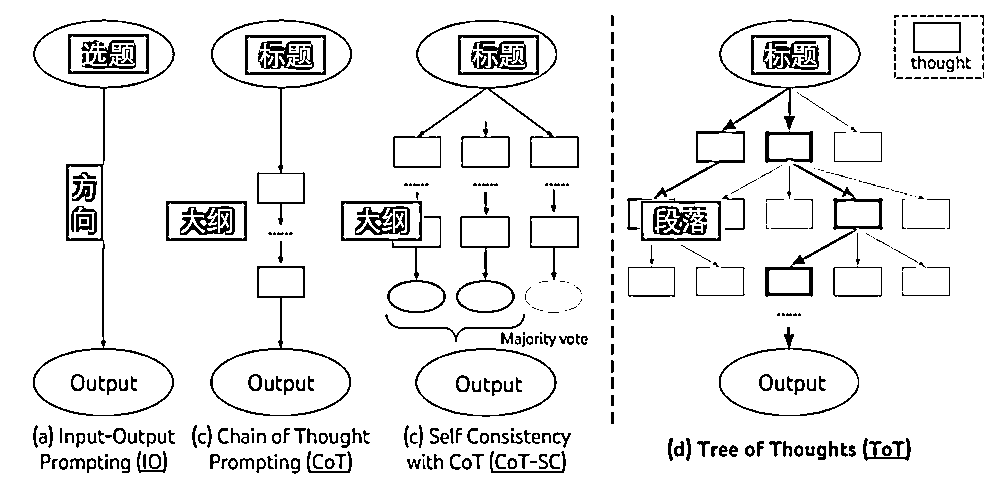 选题
标题
标题
标题
thought
方向
大纲
......
大纲
......
......
......
段落
......
Majority vote
Output
Output
Output
Output
(a) Input-Output
Prompting (IO)
(c) Chain of Thought
Prompting (CoT)
(c) Self Consistency
with CoT (CoT-SC)
(d) Tree of Thoughts (ToT)